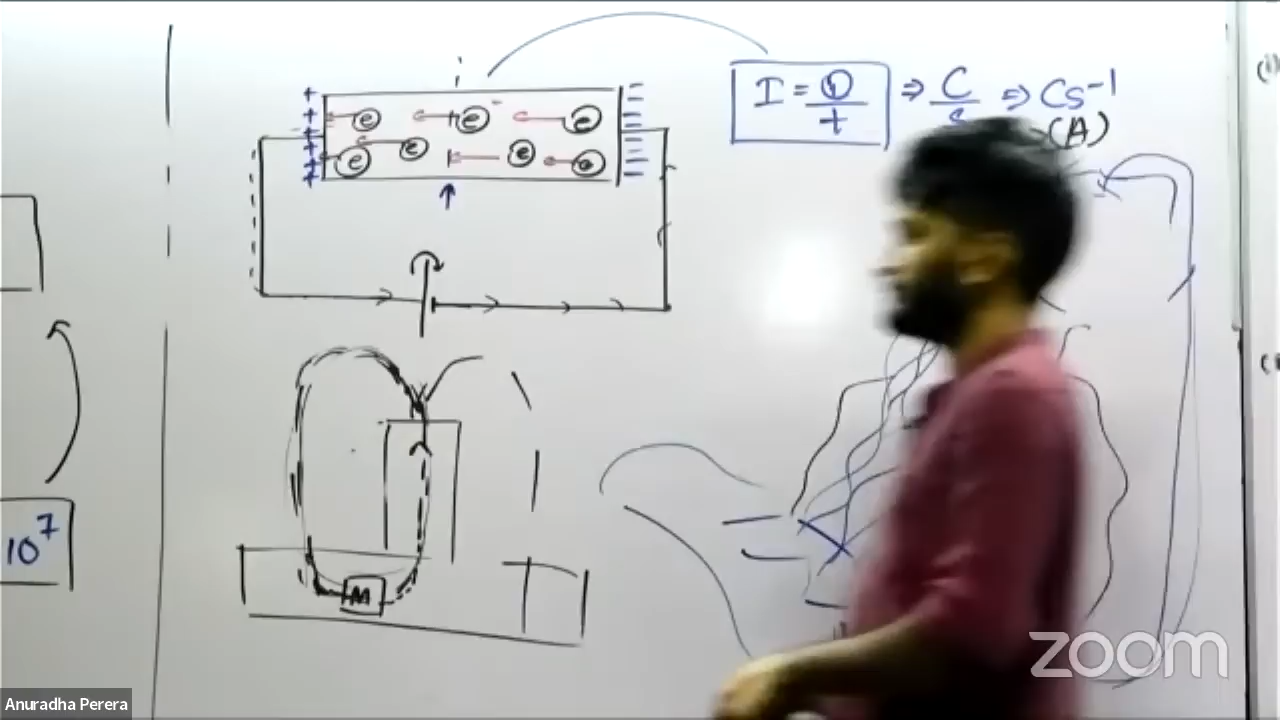 I = Q/t ⇒ C/s ⇒ Cs⁻¹
(A)
+ + + + +
e e e
e e e e
10⁷
M
Anuradha Perera
zoom
(i)